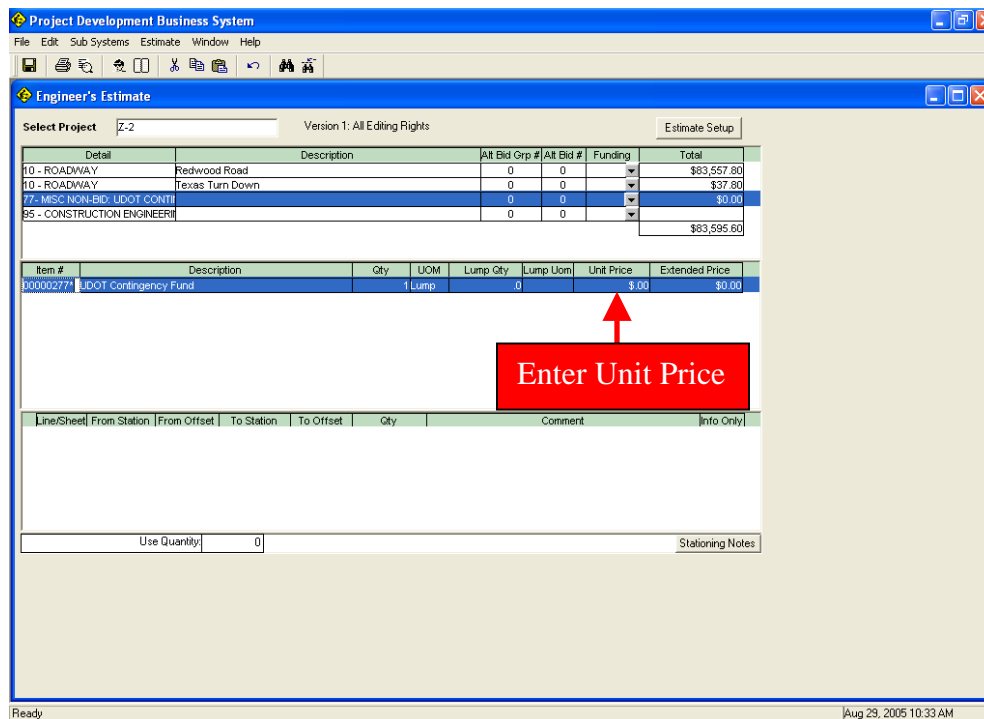 Project Development Business System
File Edit Sub Systems Estimate Window Help
Engineer's Estimate
Select Project Z-2 Version 1: All Editing Rights Estimate Setup
Detail Description Alt Bid Grp # Alt Bid # Funding Total
10 - ROADWAY Redwood Road 0 0 $83,557.80
10 - ROADWAY Texas Turn Down 0 0 $37.80
77- MISC NON-BID: UDOT CONTI 0 0 $0.00
95 - CONSTRUCTION ENGINEERI 0 0
$83,595.60
Item # Description Qty UOM Lump Qty Lump Uom Unit Price Extended Price
00000277* UDOT Contingency Fund 1 Lump .0 $.00 $0.00
Enter Unit Price
Line/Sheet From Station From Offset To Station To Offset Qty Comment Info Only
Use Quantity: 0 Stationing Notes
Ready Aug 29, 2005 10:33 AM